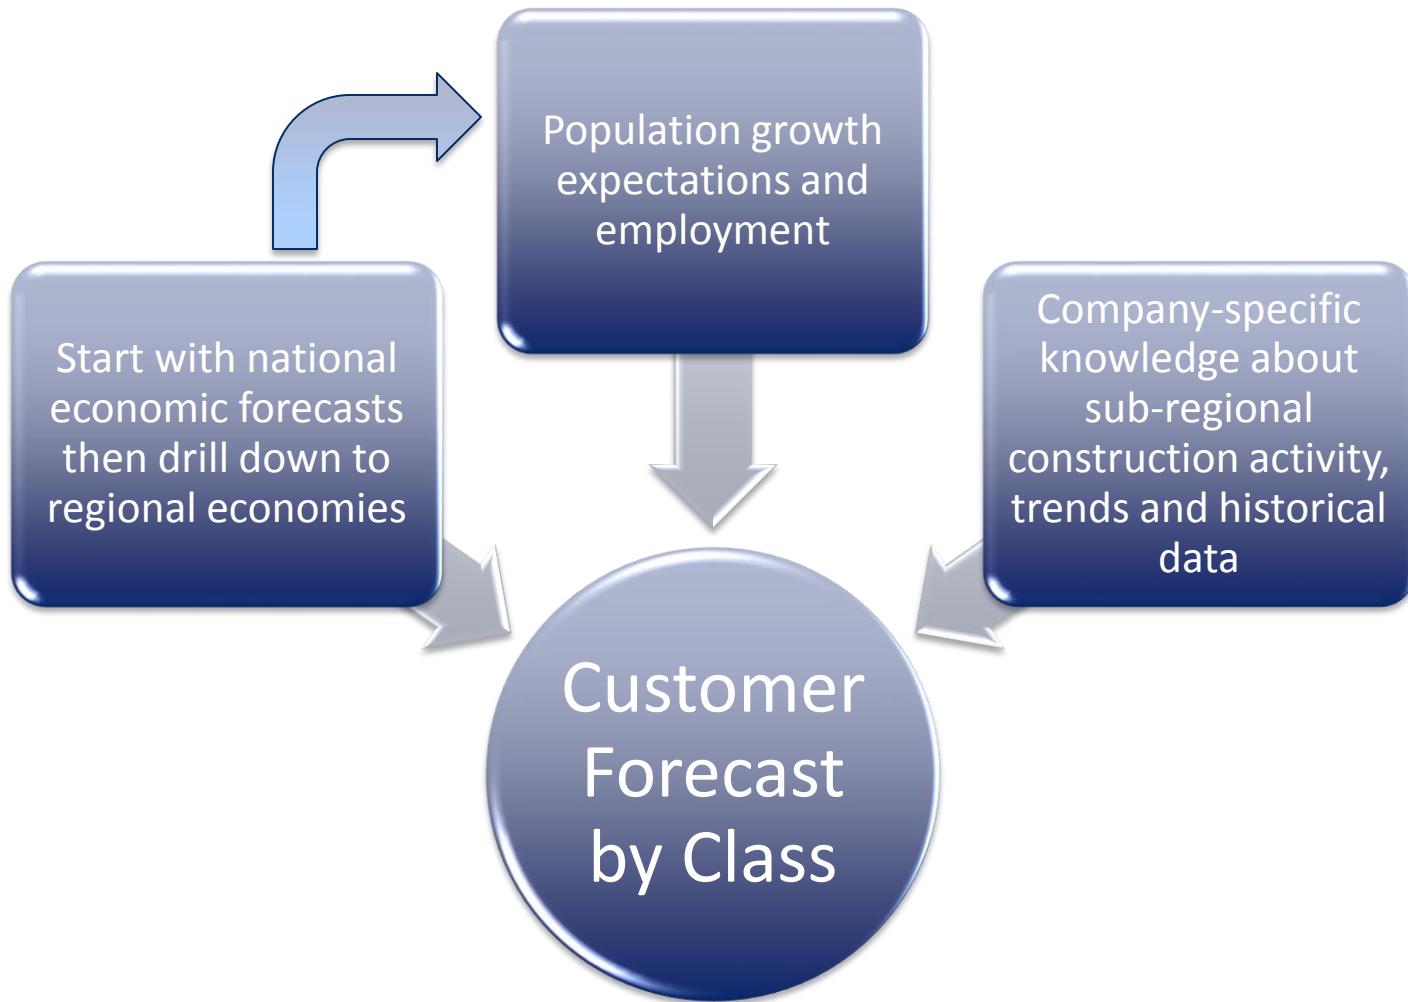 Population growth
expectations and
employment
Start with national
economic forecasts
then drill down to
regional economies
Company-specific
knowledge about
sub-regional
construction activity,
trends and historical
data
Customer
Forecast
by Class